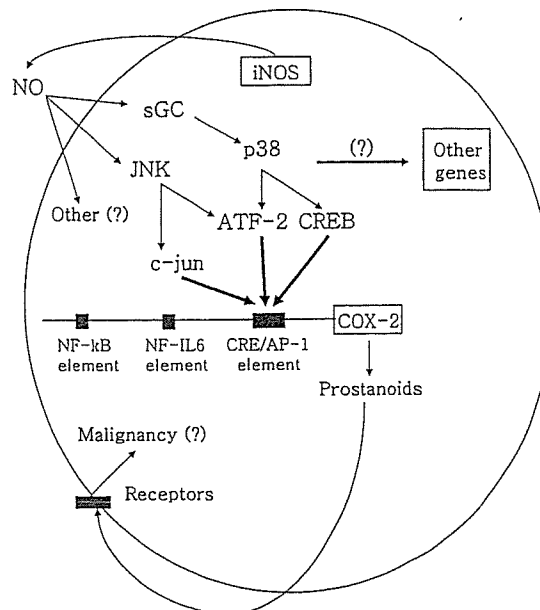 iNOS
NO
sGC
p38
(?)
Other
genes
JNK
Other (?)
ATF-2 CREB
c-jun
COX-2
NF-kB
element
NF-IL6
element
CRE/AP-1
element
Prostanoids
Malignancy (?)
Receptors